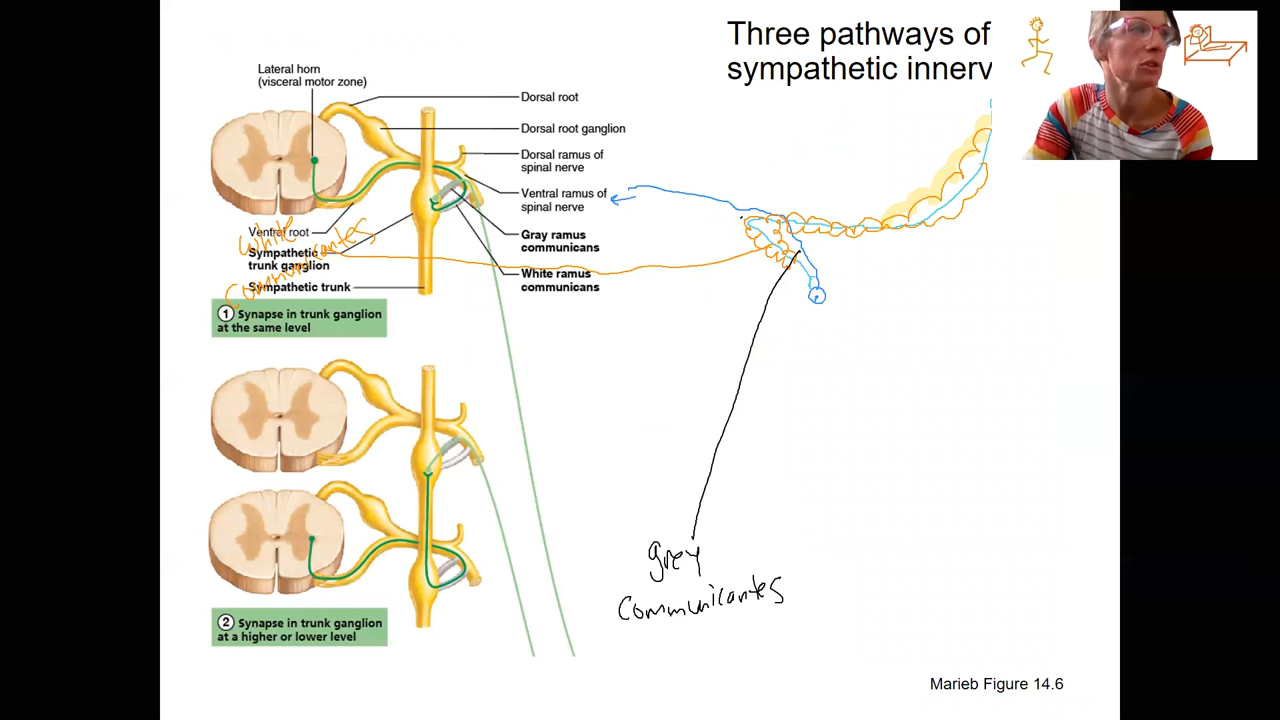 Three pathways of
sympathetic innerv
Lateral horn
(visceral motor zone)
Dorsal root
Dorsal root ganglion
Dorsal ramus of
spinal nerve
Ventral ramus of
spinal nerve
Gray ramus
communicans
White ramus
communicans
Ventral root
Sympathetic
trunk ganglion
Sympathetic trunk
White
Communicantes
1 Synapse in trunk ganglion
at the same level
grey
Communicantes
2 Synapse in trunk ganglion
at a higher or lower level
Marieb Figure 14.6